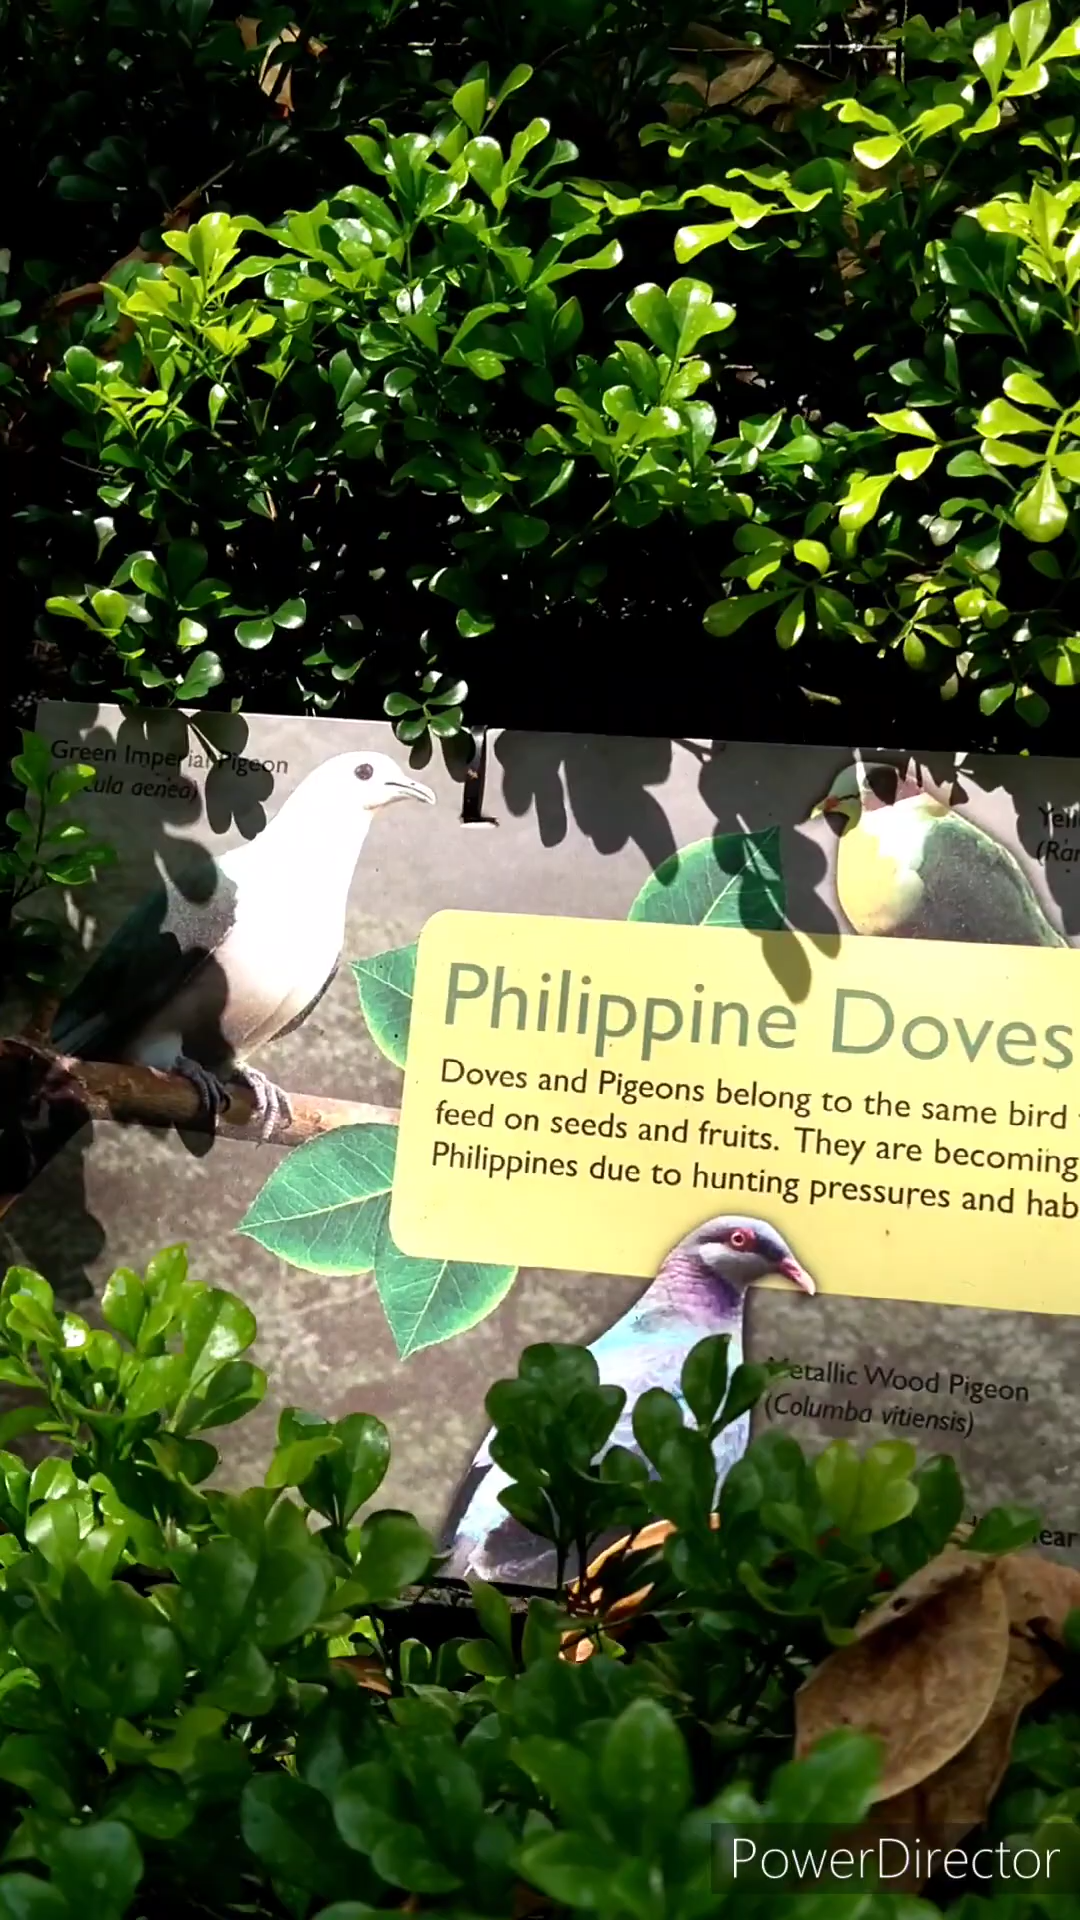 Green Imperial Pigeon
aenea)
Philippine Doves
Doves and Pigeons belong to the same bird
feed on seeds and fruits. They are becoming
Philippines due to hunting pressures and hab
Metallic Wood Pigeon
(Columba vitiensis)
PowerDirector